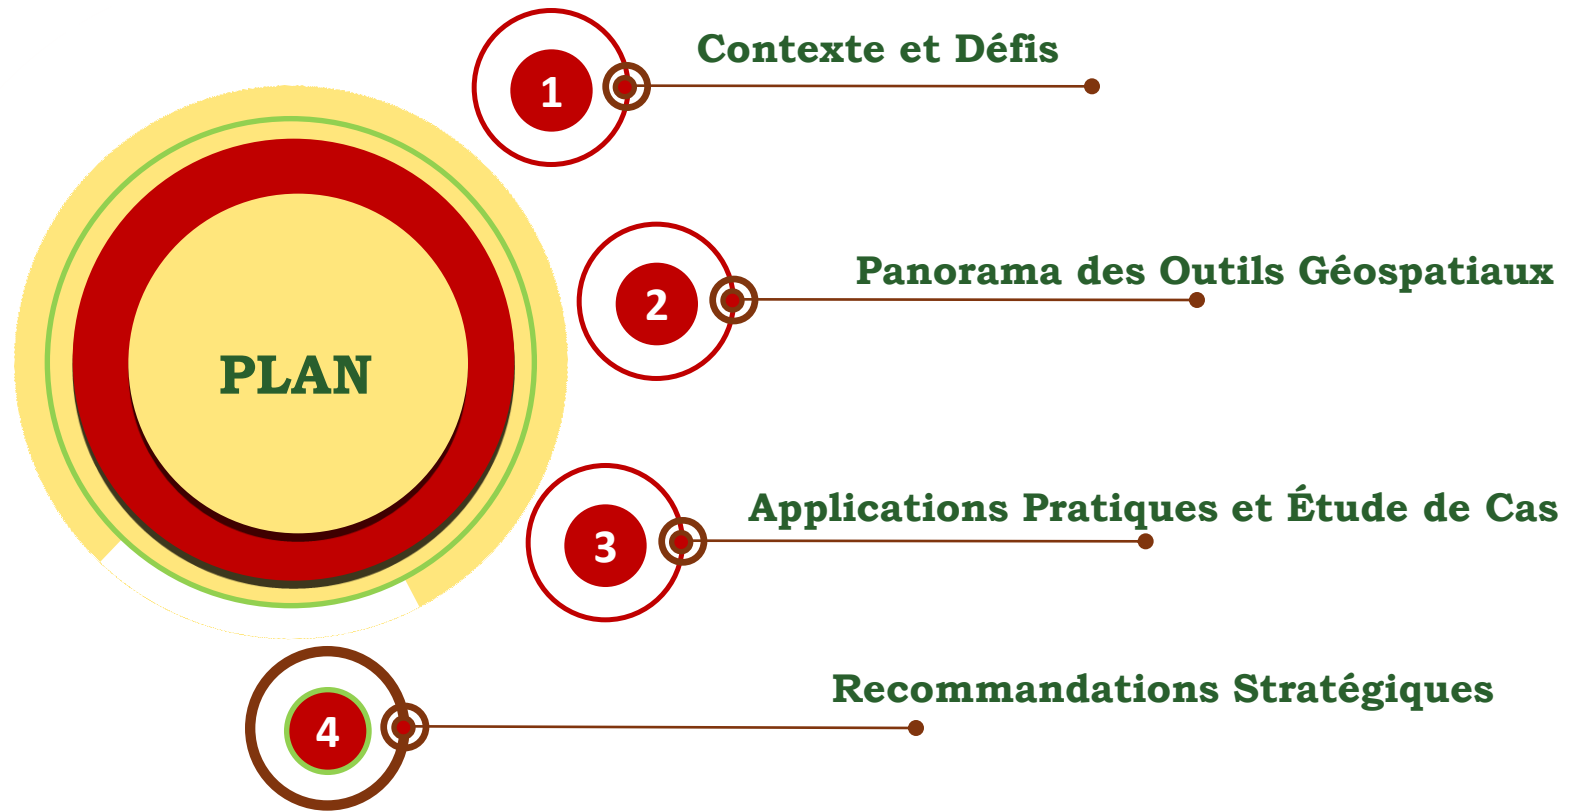 PLAN
1
Contexte et Défis
2
Panorama des Outils Géospatiaux
3
Applications Pratiques et Étude de Cas
4
Recommandations Stratégiques